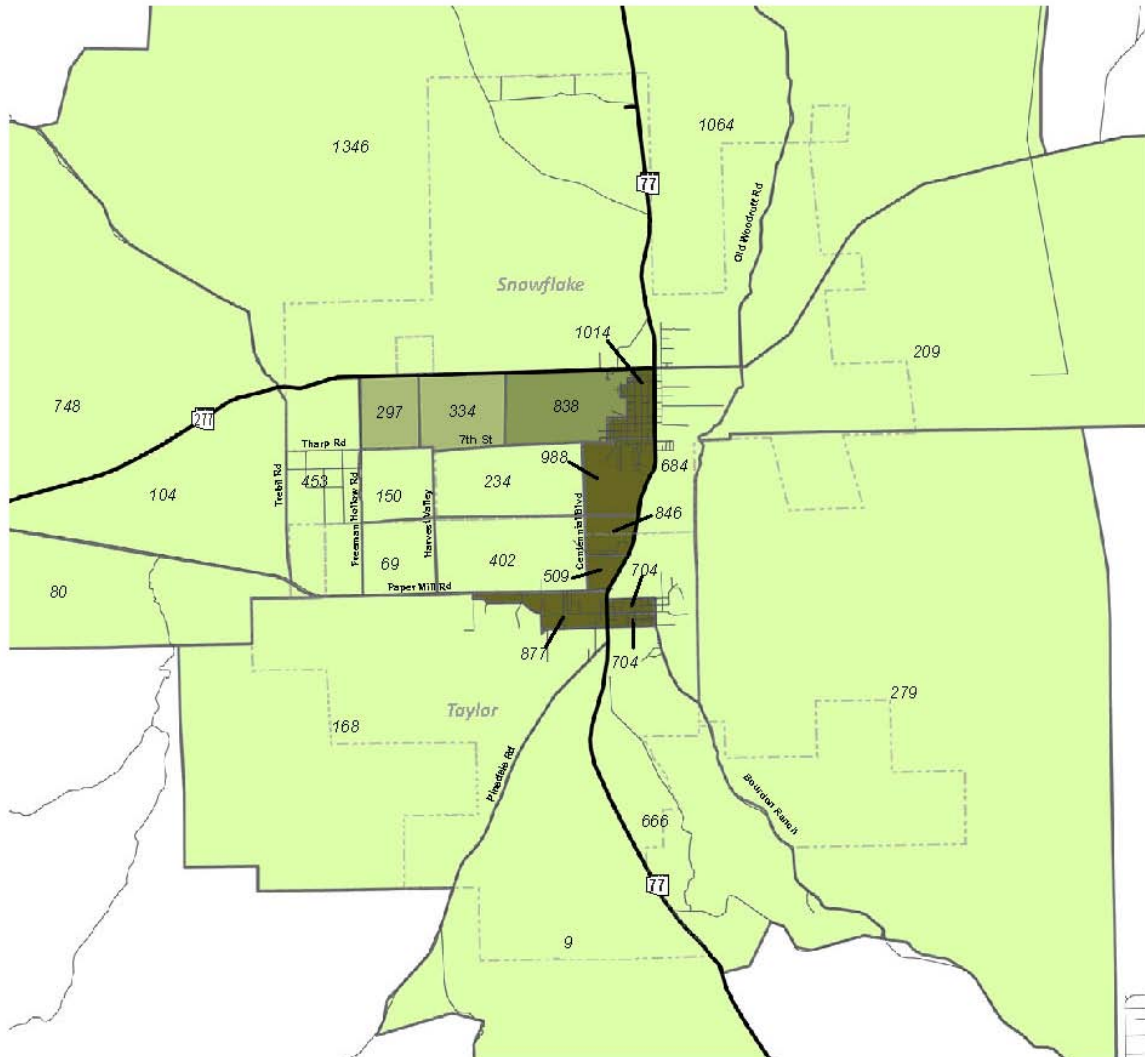 1346
1064
77
Old Woodruff Rd
Snowflake
1014
209
748
277
297
334
838
7th St
Tharp Rd
988
684
104
Trebil Rd
453
Freeman Hollow Rd
150
Harvest Valley
234
Centennial Blvd
846
69
402
509
704
Paper Mill Rd
80
877
704
279
168
Taylor
Pinedale Rd
Bourdon Ranch
666
77
9